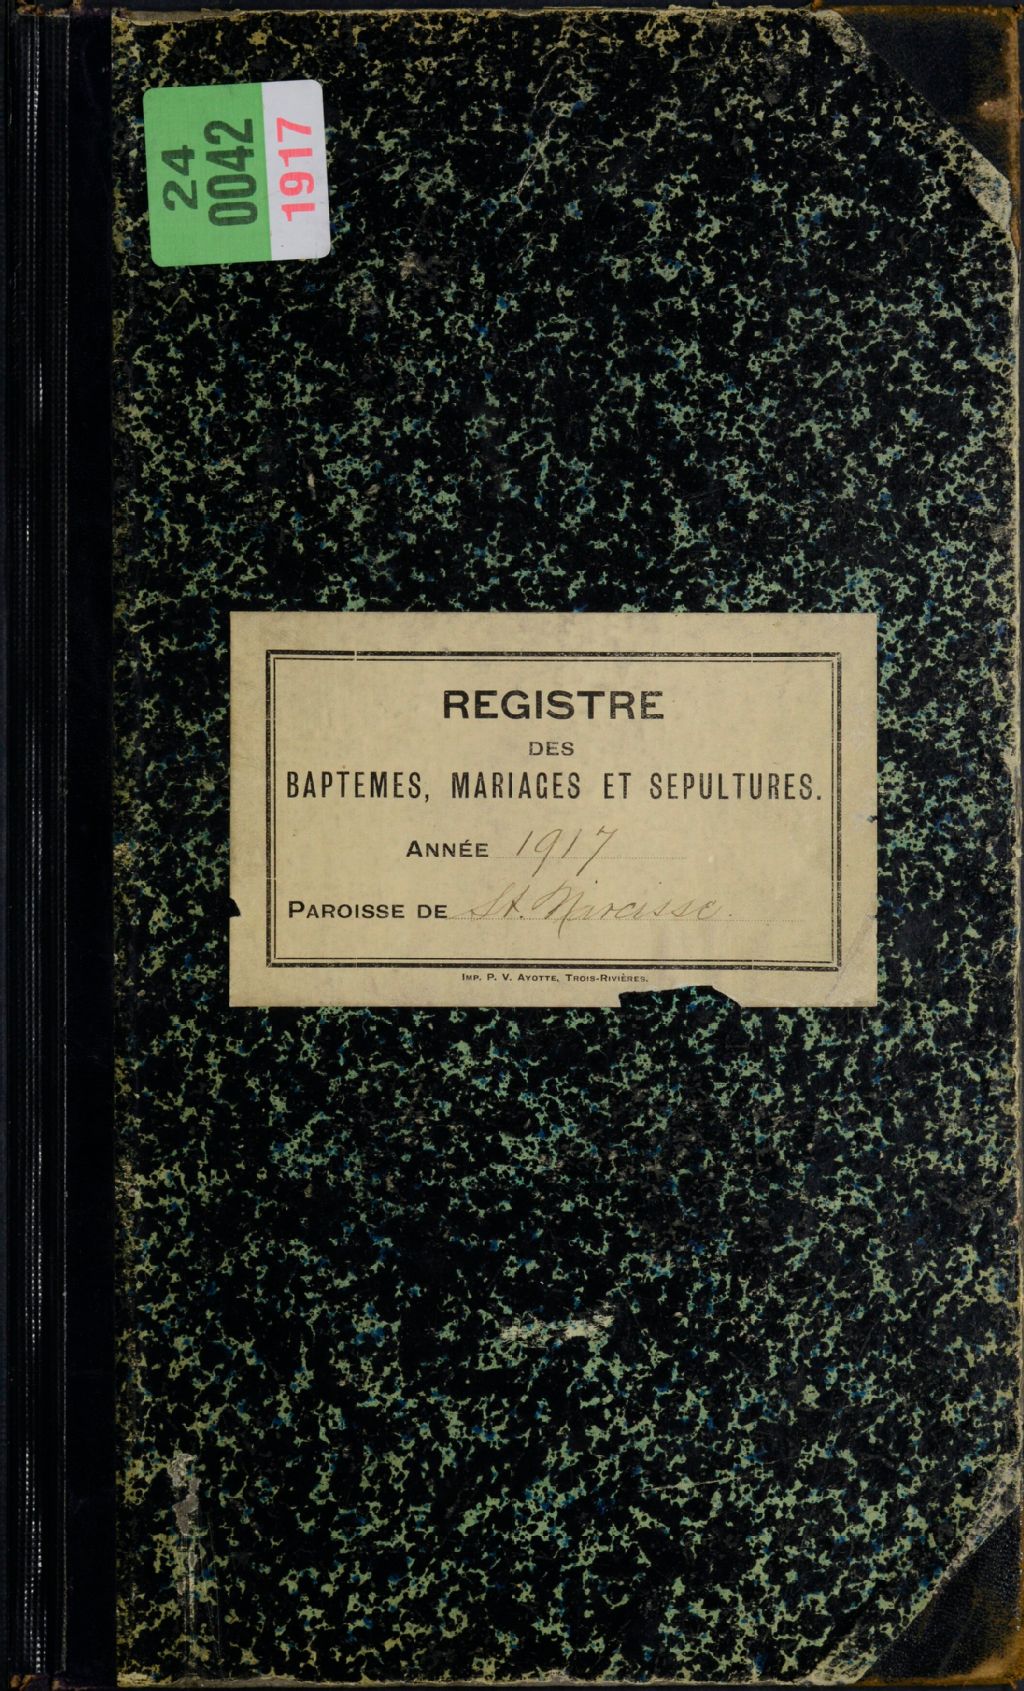 24
0042
1917
REGISTRE
DES
BAPTEMES, MARIAGES ET SEPULTURES.
ANNÉE 1917
PAROISSE DE St. Narcisse.
IMP. P. V. AYOTTE, TROIS-RIVIÈRES.